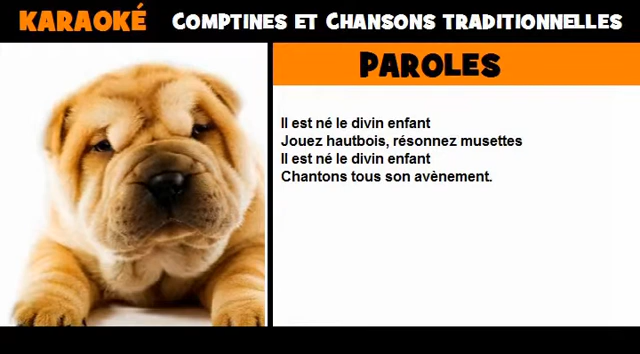 KARAOKÉ COMPTINES ET CHANSONS TRADITIONNELLES
PAROLES
Il est né le divin enfant
Jouez hautbois, résonnez musettes
Il est né le divin enfant
Chantons tous son avènement.